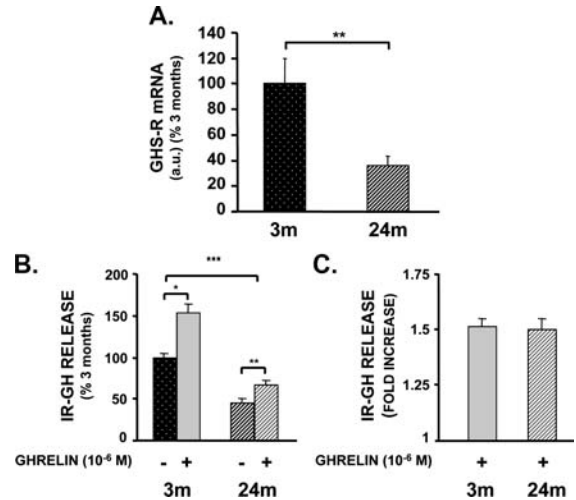 A.
**
GHS-R mRNA
(a.u.) (% 3 months)
140
120
100
80
60
40
20
0
3m 24m
B.
***
*
**
IR-GH RELEASE
(% 3 months)
200
150
100
50
0
GHRELIN (10⁻⁶ M) - + - +
3m 24m
C.
IR-GH RELEASE
(FOLD INCREASE)
1.75
1.5
1.25
1
GHRELIN (10⁻⁶ M) + +
3m 24m